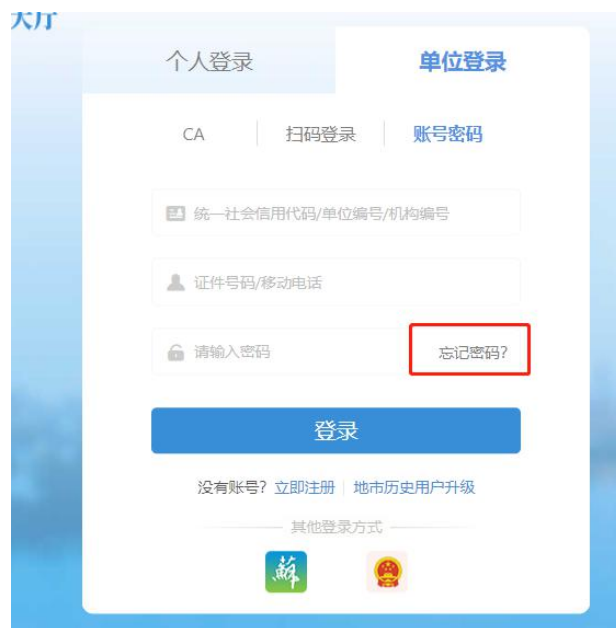 大厅
个人登录 单位登录
CA 扫码登录 账号密码
统一社会信用代码/单位编号/机构编号
证件号码/移动电话
请输入密码 忘记密码?
登录
没有账号? 立即注册 地市历史用户升级
其他登录方式
蘇